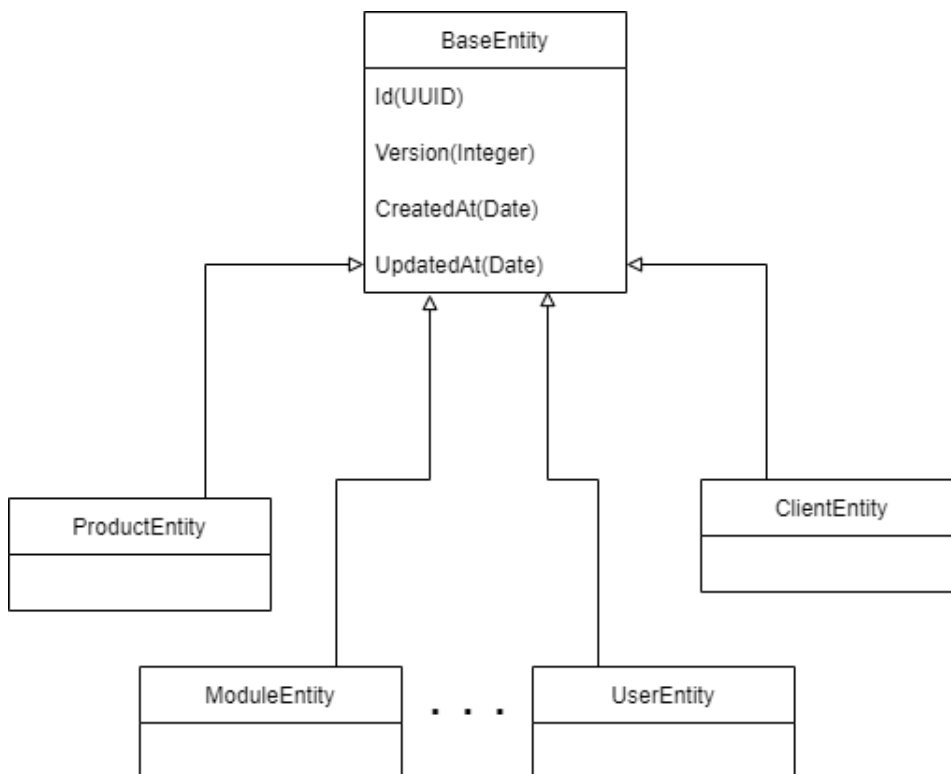 BaseEntity
Id(UUID)
Version(Integer)
CreatedAt(Date)
UpdatedAt(Date)
ProductEntity
ClientEntity
ModuleEntity
. . .
UserEntity